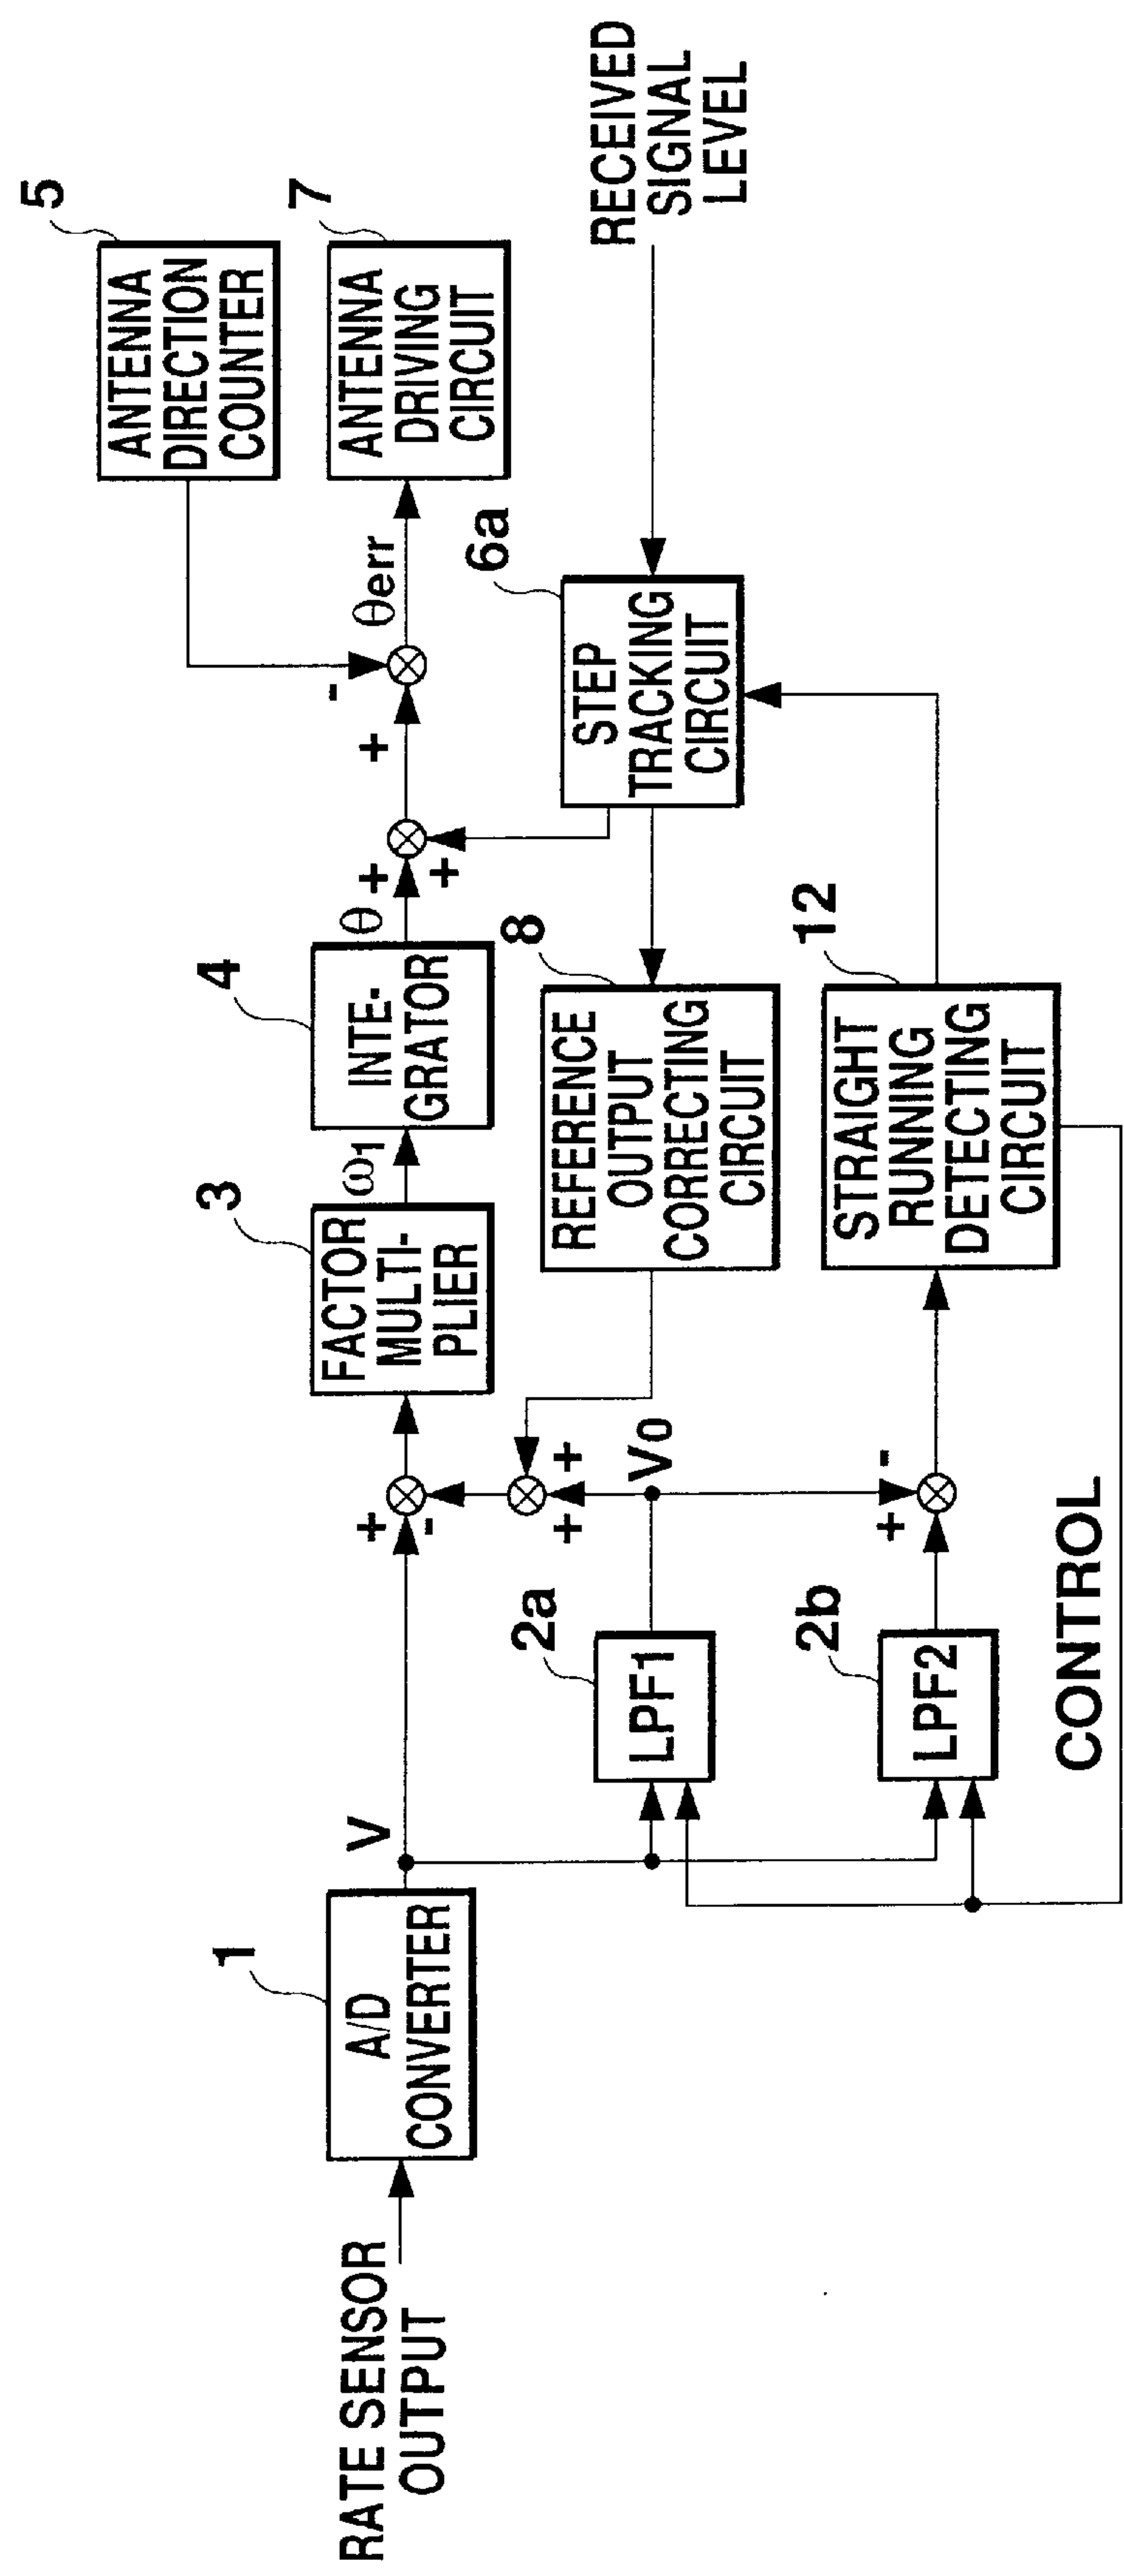 RATE SENSOR
OUTPUT
1
A/D
CONVERTER
V
+
-
3
FACTOR
MULTI-
PLIER
ω1
4
INTE-
GRATOR
θ
+
+
+
-
θerr
5
ANTENNA
DIRECTION
COUNTER
7
ANTENNA
DRIVING
CIRCUIT
2a
LPF1
+
+
V0
8
REFERENCE
OUTPUT
CORRECTING
CIRCUIT
6a
STEP
TRACKING
CIRCUIT
RECEIVED
SIGNAL
LEVEL
2b
LPF2
+
-
12
STRAIGHT
RUNNING
DETECTING
CIRCUIT
CONTROL